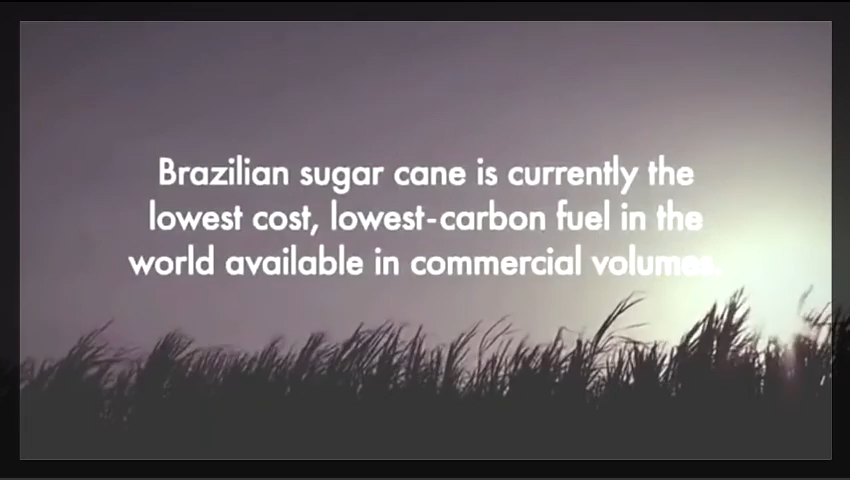 Brazilian sugar cane is currently the
lowest cost, lowest-carbon fuel in the
world available in commercial volumes.